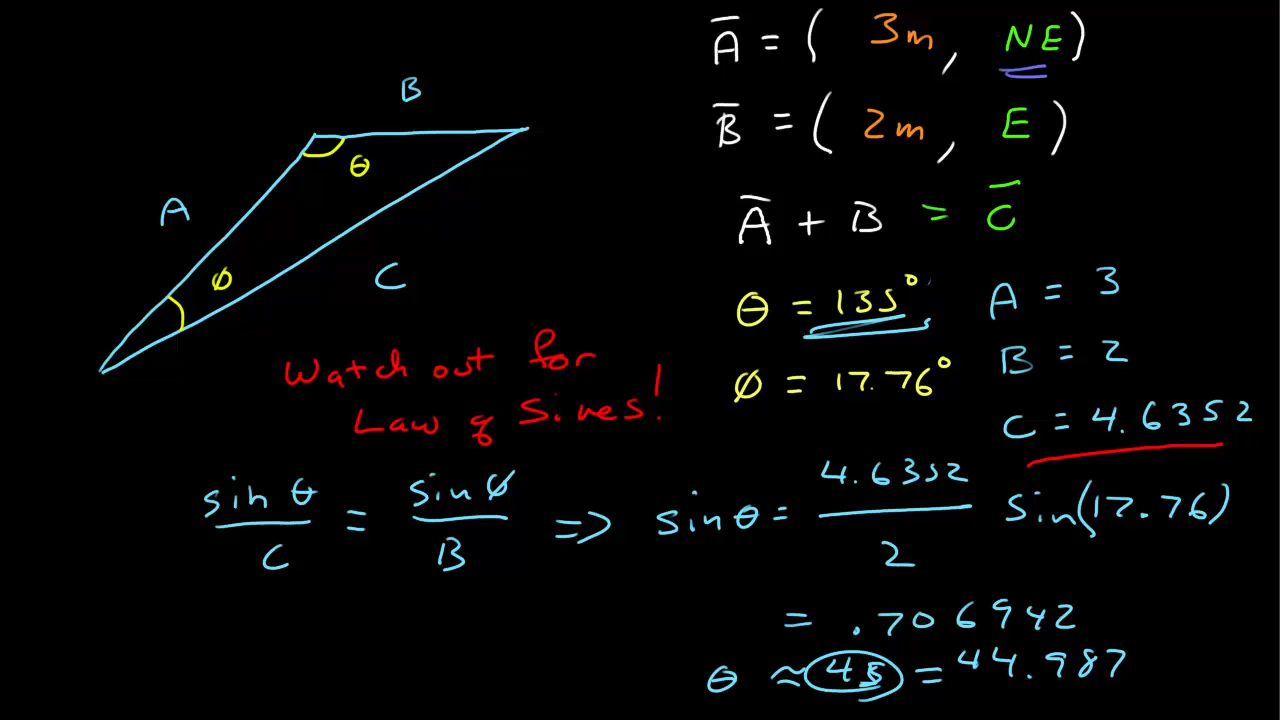 A̅ = ( 3m , NE )
B̅ = ( 2m , E )
A̅ + B = C̅
B
θ
A
ϕ
C
θ = 135°
ϕ = 17.76°
A = 3
B = 2
C = 4.6352
Watch out for
Law of Sines!
sin θ / C = sin ϕ / B => sin θ = 4.6352 / 2 sin(17.76)
= .706942
θ ≈ 45 = 44.987